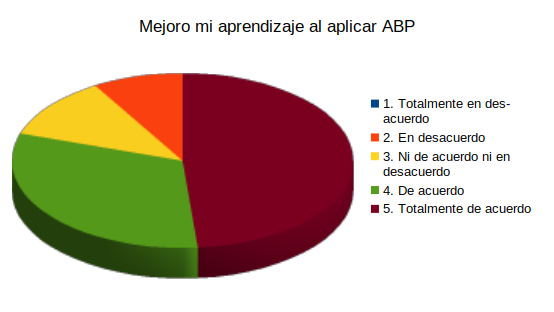 Mejoro mi aprendizaje al aplicar ABP
1. Totalmente en des-
acuerdo
2. En desacuerdo
3. Ni de acuerdo ni en
desacuerdo
4. De acuerdo
5. Totalmente de acuerdo